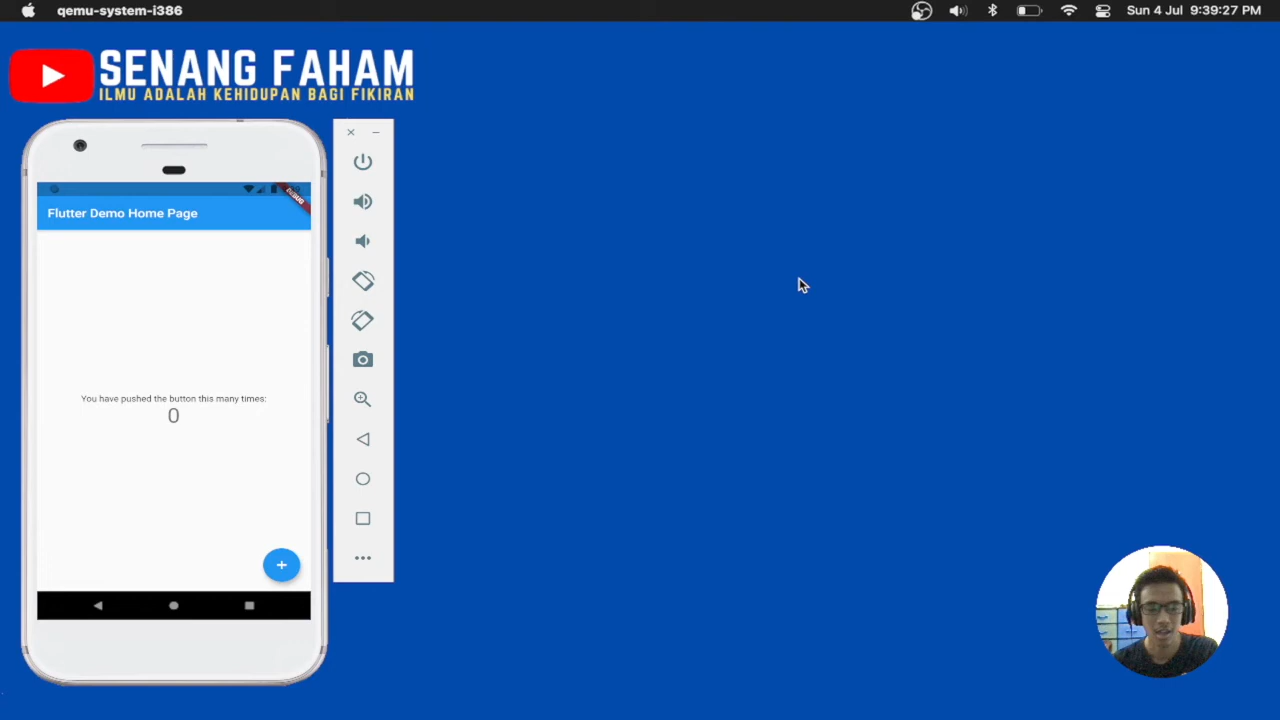 qemu-system-i386
Sun 4 Jul 9:39:27 PM
SENANG FAHAM
ILMU ADALAH KEHIDUPAN BAGI FIKIRAN
DEBUG
Flutter Demo Home Page
You have pushed the button this many times:
0